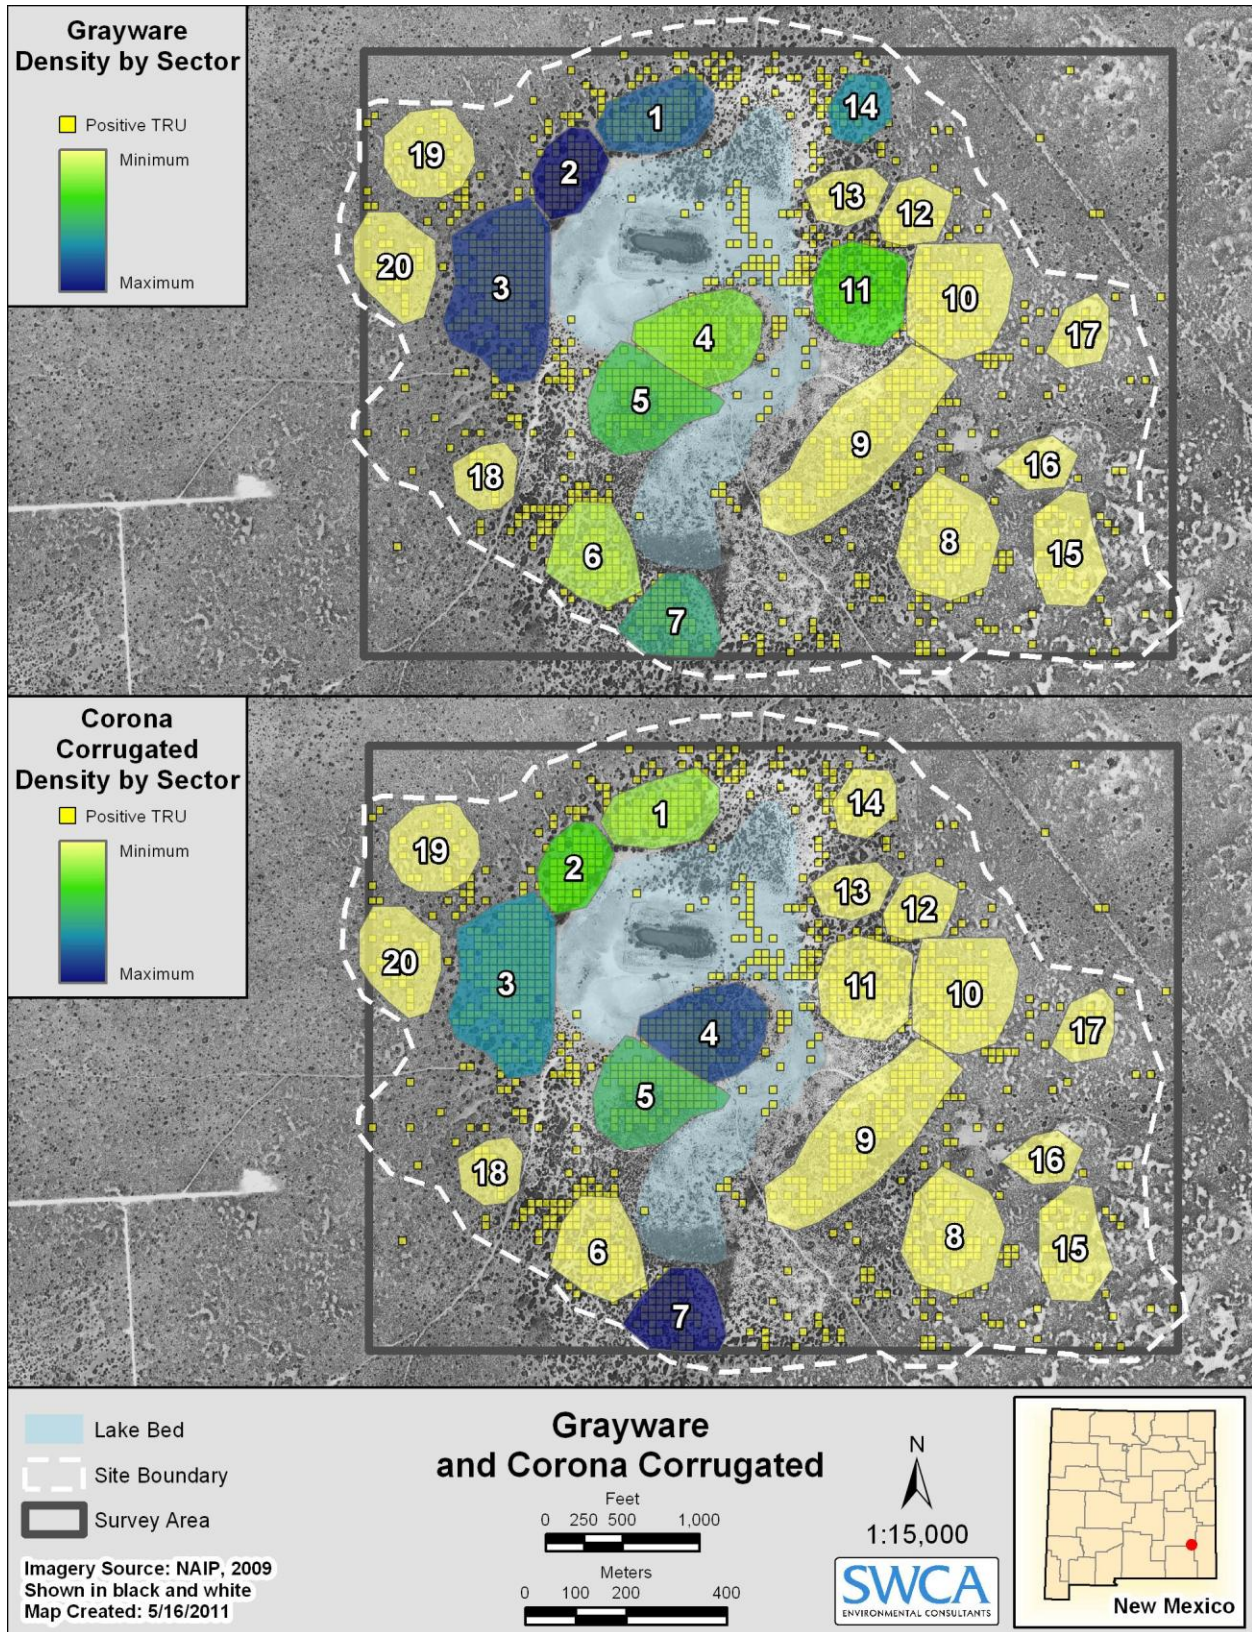 Grayware
Density by Sector
Positive TRU
Minimum
Maximum
1
14
2
19
13
12
20
3
11
10
4
17
5
9
16
18
6
8
15
7
Corona
Corrugated
Density by Sector
Positive TRU
Minimum
Maximum
1
14
2
19
13
12
20
3
11
10
4
17
5
9
16
18
6
8
15
7
Lake Bed
Site Boundary
Survey Area
Imagery Source: NAIP, 2009
Shown in black and white
Map Created: 5/16/2011
Grayware
and Corona Corrugated
Feet
0 250 500 1,000
Meters
0 100 200 400
N
1:15,000
SWCA
ENVIRONMENTAL CONSULTANTS
New Mexico